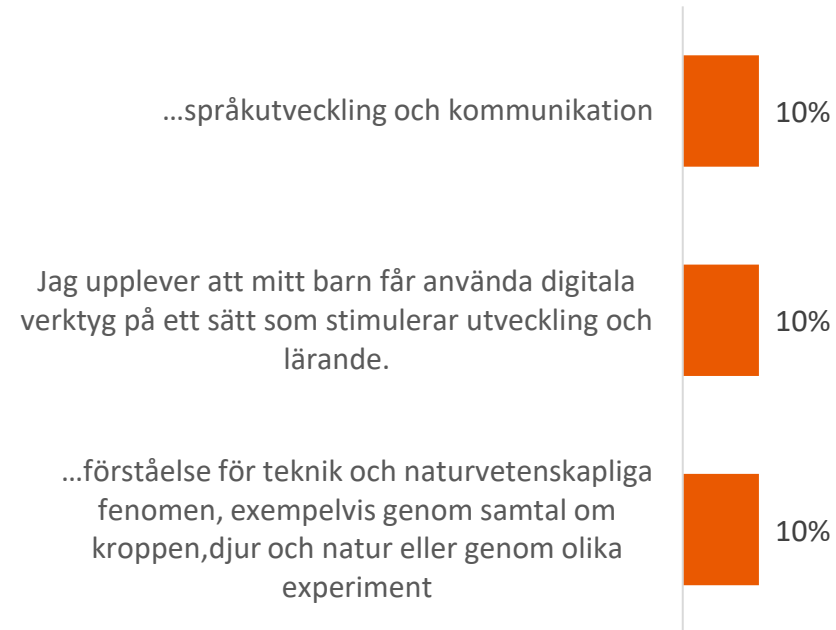 ...språkutveckling och kommunikation
10%
Jag upplever att mitt barn får använda digitala
verktyg på ett sätt som stimulerar utveckling och
lärande.
10%
...förståelse för teknik och naturvetenskapliga
fenomen, exempelvis genom samtal om
kroppen,djur och natur eller genom olika
experiment
10%